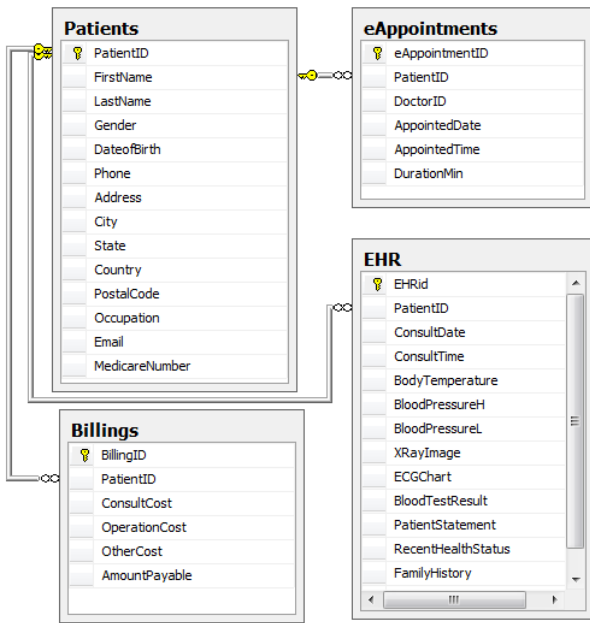 Patients
PatientID
FirstName
LastName
Gender
DateofBirth
Phone
Address
City
State
Country
PostalCode
Occupation
Email
MedicareNumber
eAppointments
eAppointmentID
PatientID
DoctorID
AppointedDate
AppointedTime
DurationMin
EHR
EHRid
PatientID
ConsultDate
ConsultTime
BodyTemperature
BloodPressureH
BloodPressureL
XRayImage
ECGChart
BloodTestResult
PatientStatement
RecentHealthStatus
FamilyHistory
Billings
BillingID
PatientID
ConsultCost
OperationCost
OtherCost
AmountPayable